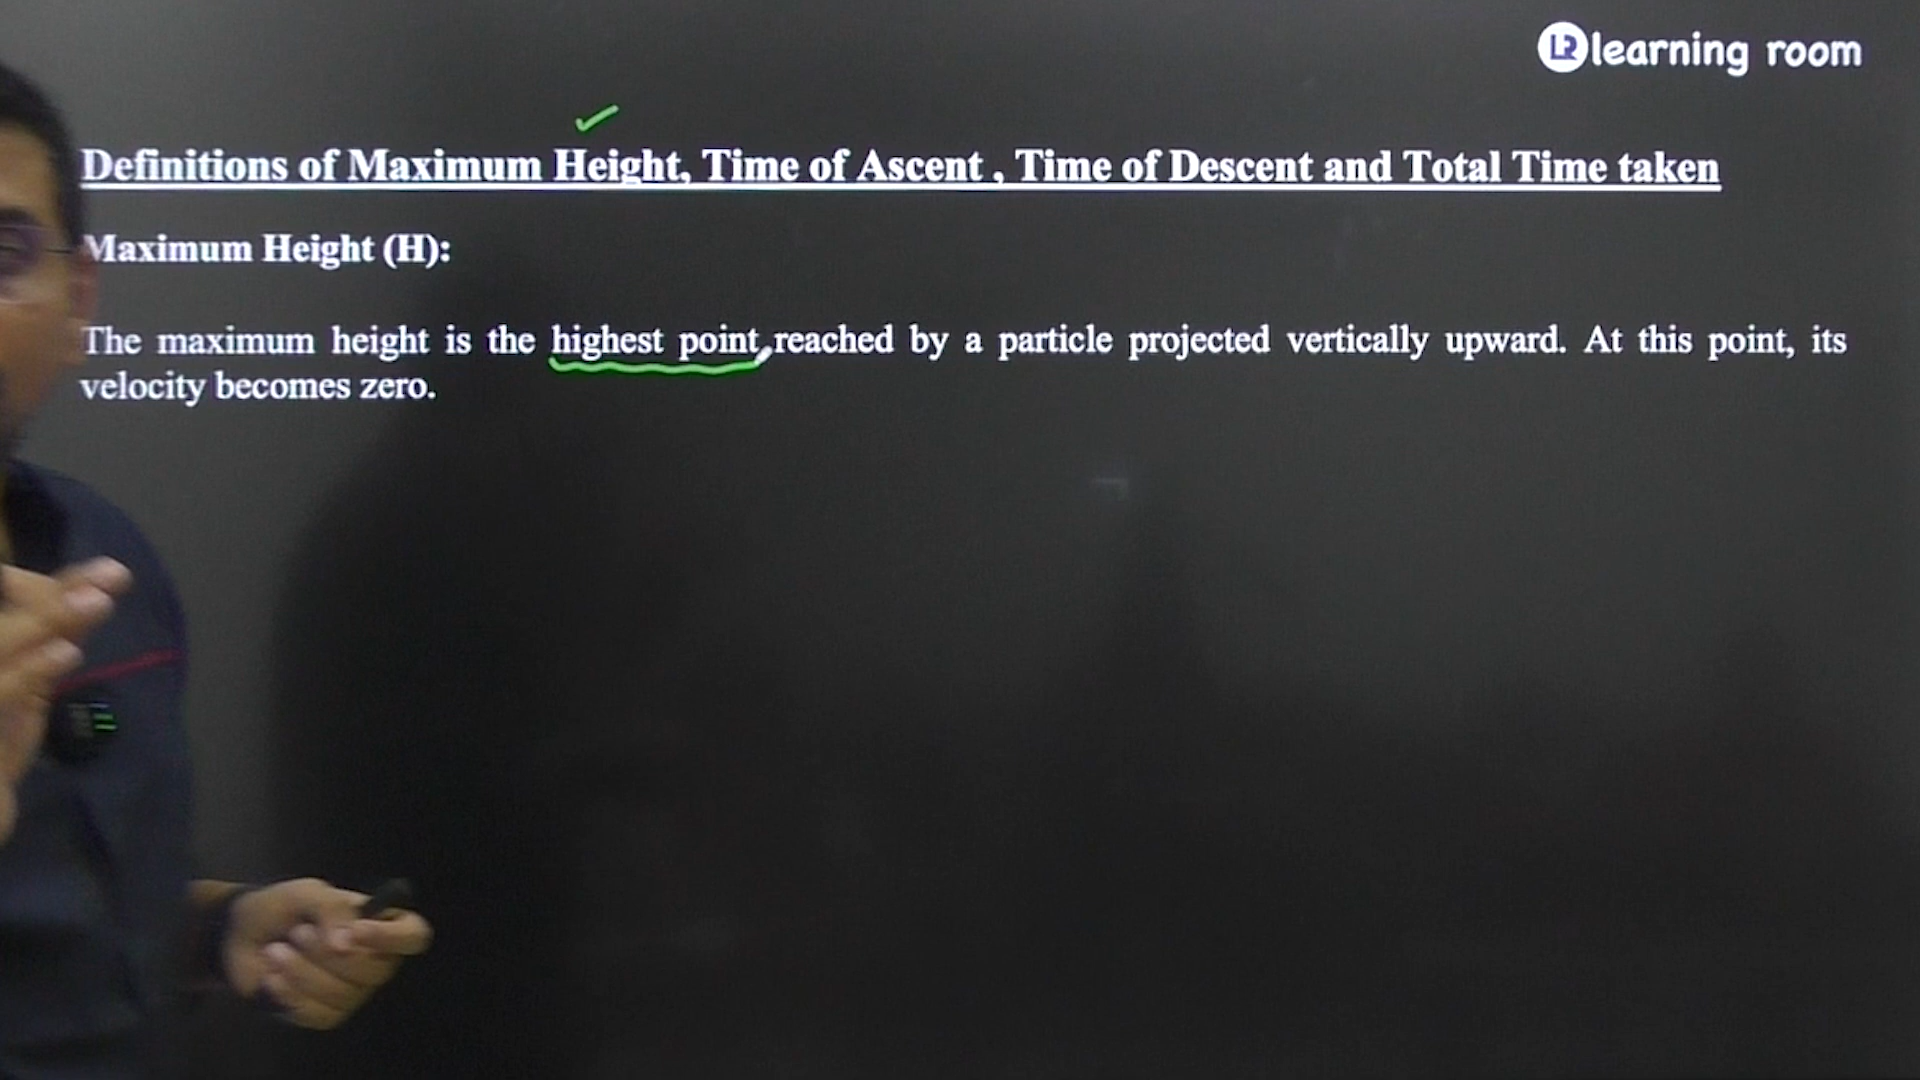 LR learning room
Definitions of Maximum Height, Time of Ascent , Time of Descent and Total Time taken
Maximum Height (H):
The maximum height is the highest point reached by a particle projected vertically upward. At this point, its
velocity becomes zero.